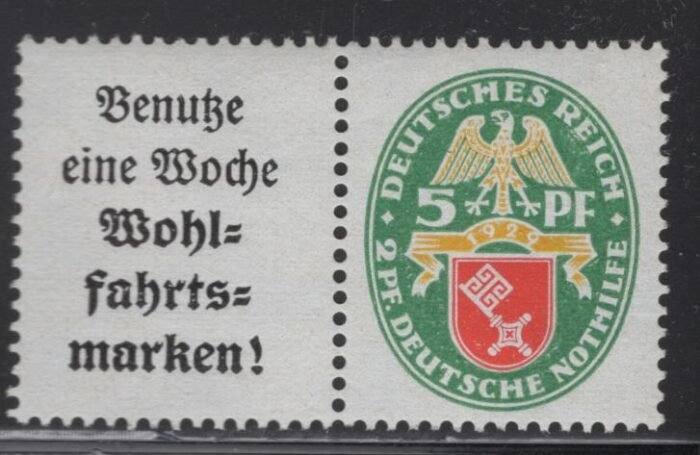 Benutze
eine Woche
Wohl=
fahrts=
marken!
DEUTSCHES REICH
5 PF
1929
2 PF. DEUTSCHE NOTHILFE